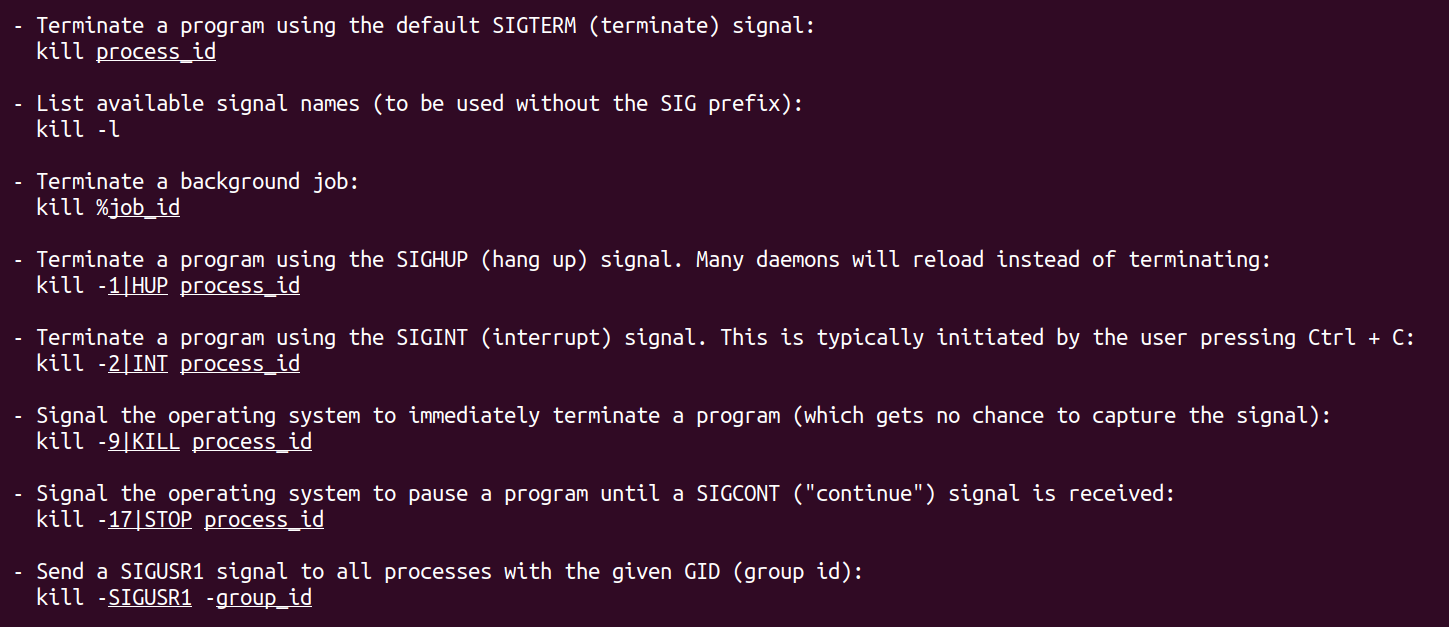 - Terminate a program using the default SIGTERM (terminate) signal:
kill process_id
- List available signal names (to be used without the SIG prefix):
kill -l
- Terminate a background job:
kill %job_id
- Terminate a program using the SIGHUP (hang up) signal. Many daemons will reload instead of terminating:
kill -1|HUP process_id
- Terminate a program using the SIGINT (interrupt) signal. This is typically initiated by the user pressing Ctrl + C:
kill -2|INT process_id
- Signal the operating system to immediately terminate a program (which gets no chance to capture the signal):
kill -9|KILL process_id
- Signal the operating system to pause a program until a SIGCONT ("continue") signal is received:
kill -17|STOP process_id
- Send a SIGUSR1 signal to all processes with the given GID (group id):
kill -SIGUSR1 -group_id